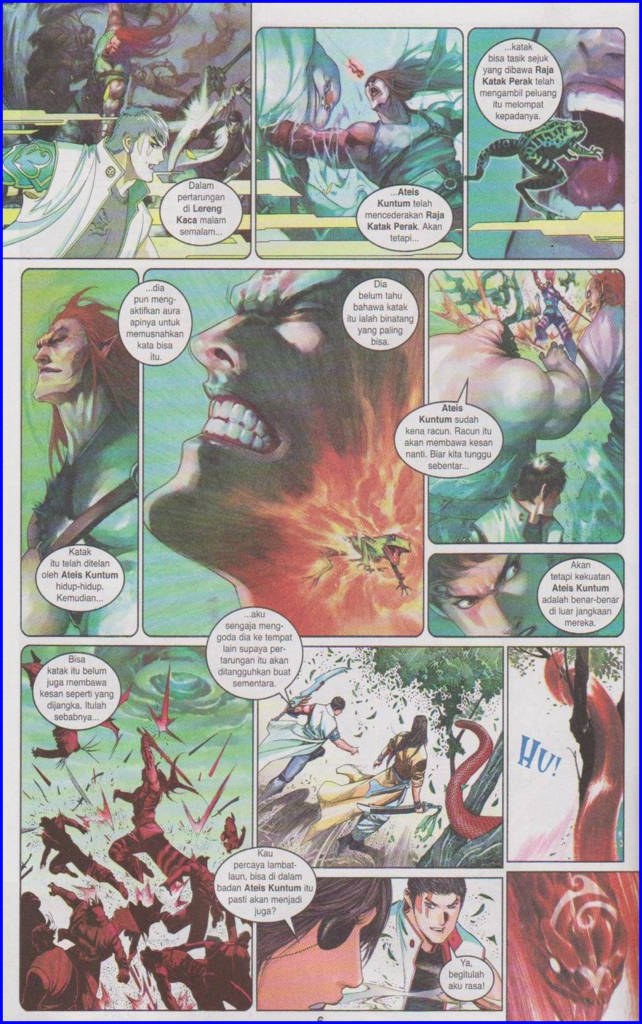 Dalam
pertarungan
di Lereng
Kaca malam
semalam...
...Ateis
Kuntum telah
mencederakan Raja
Katak Perak. Akan
tetapi...
...katak
bisa tasik sejuk
yang dibawa Raja
Katak Perak telah
mengambil peluang
itu melompat
kepadanya.
Katak
itu telah ditelan
oleh Ateis Kuntum
hidup-hidup.
Kemudian...
...dia
pun meng-
aktifkan aura
apinya untuk
memusnahkan
kata bisa
itu.
Dia
belum tahu
bahawa katak
itu ialah binatang
yang paling
bisa.
Ateis
Kuntum sudah
kena racun. Racun itu
akan membawa kesan
nanti. Biar kita tunggu
sebentar...
Akan
tetapi kekuatan
Ateis Kuntum
adalah benar-benar
di luar jangkaan
mereka.
Bisa
katak itu belum
juga membawa
kesan seperti yang
dijangka. Itulah
sebabnya...
...aku
sengaja meng-
goda dia ke tempat
lain supaya per-
tarungan itu akan
ditangguhkan buat
sementara.
HU!
Kau
percaya lambat-
laun, bisa di dalam
badan Ateis Kuntum itu
pasti akan menjadi
juga?
Ya,
begitulah
aku rasa!